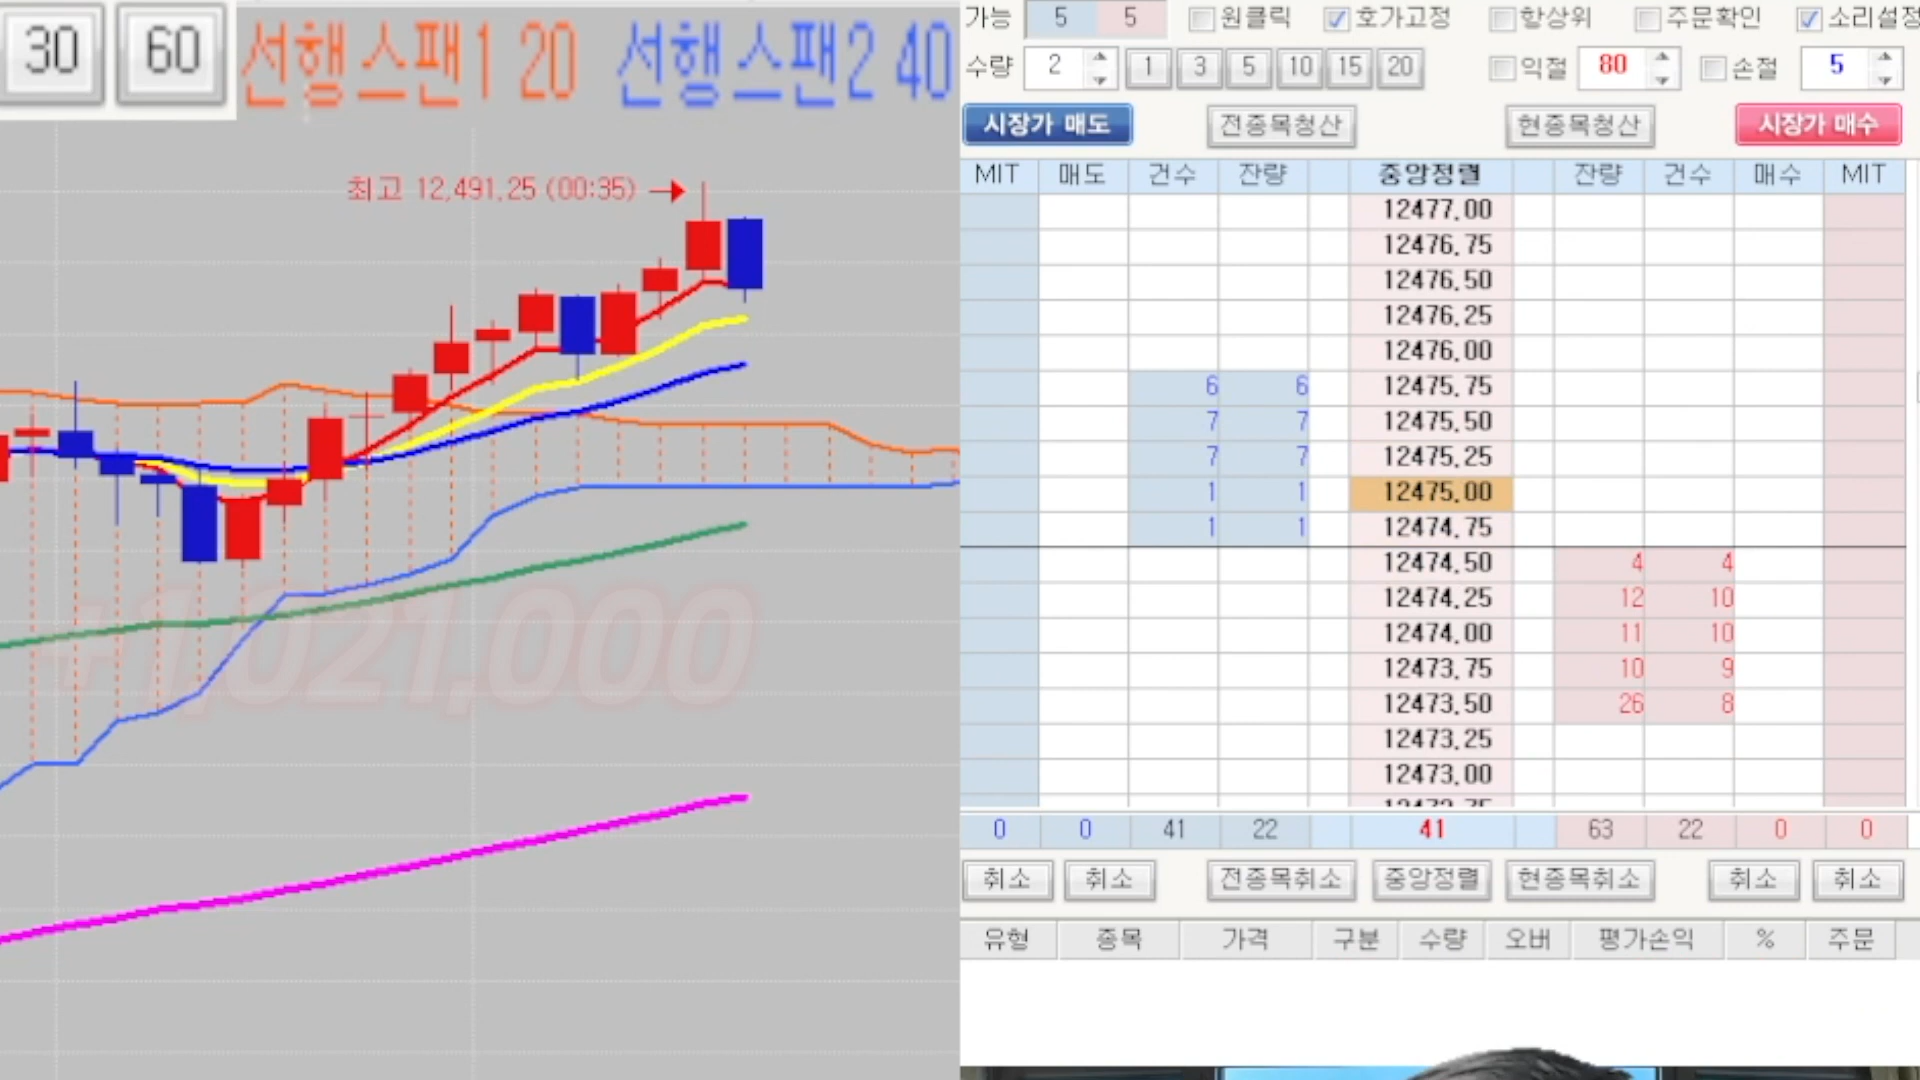 30 60 선행스팬1 20 선행스팬2 40
최고 12,491,25 (00:35)
+1,021,000
가능 5 5 원클릭 호가고정 항상위 주문확인 소리설정
수량 2 1 3 5 10 15 20 익절 80 손절 5
시장가 매도 전종목청산 현종목청산 시장가 매수
MIT 매도 건수 잔량 중앙정렬 잔량 건수 매수 MIT
12477.00
12476.75
12476.50
12476.25
12476.00
6 6 12475.75
7 7 12475.50
7 7 12475.25
1 1 12475.00
1 1 12474.75
12474.50 4 4
12474.25 12 10
12474.00 11 10
12473.75 10 9
12473.50 26 8
12473.25
12473.00
0 0 41 22 41 63 22 0 0
취소 취소 전종목취소 중앙정렬 현종목취소 취소 취소
유형 종목 가격 구분 수량 오버 평가손익 % 주문